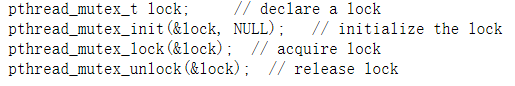 pthread_mutex_t lock;     // declare a lock
pthread_mutex_init(&lock, NULL);   // initialize the lock
pthread_mutex_lock(&lock);  // acquire lock
pthread_mutex_unlock(&lock);  // release lock